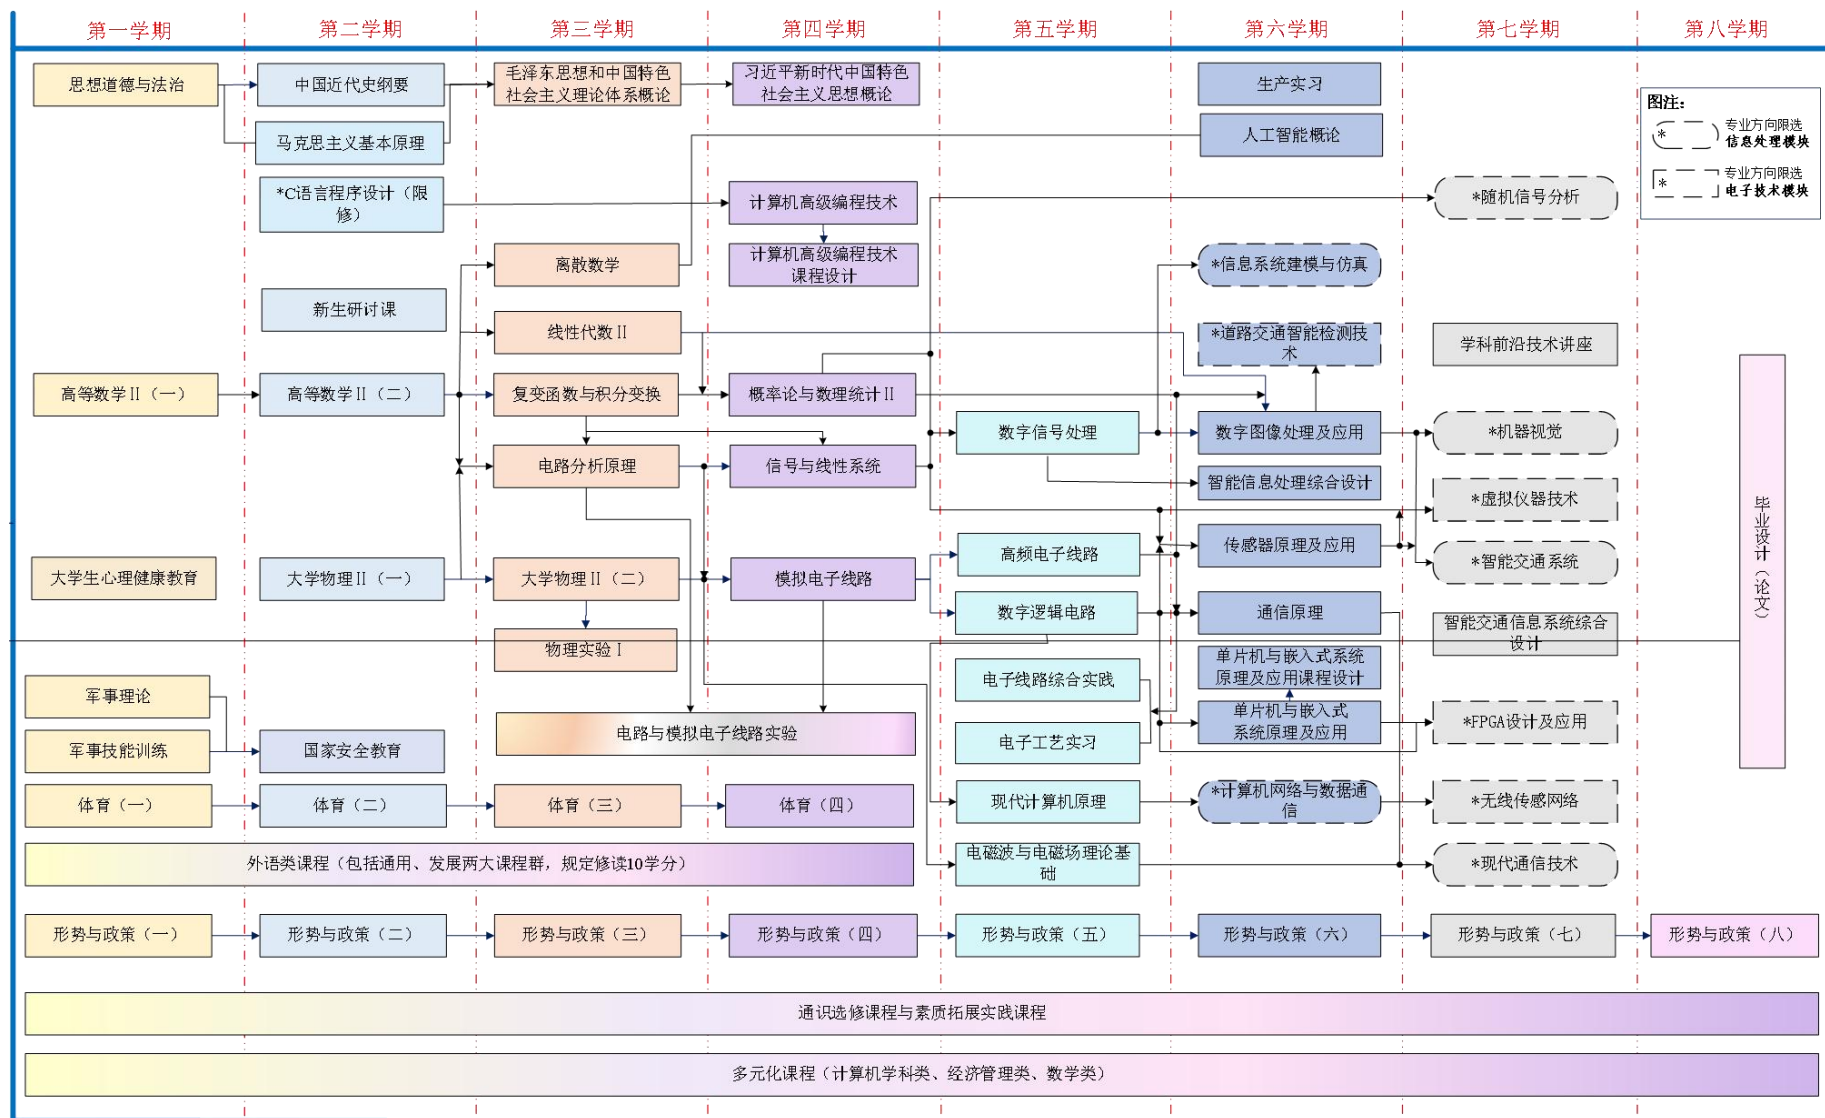 第一学期
第二学期
第三学期
第四学期
第五学期
第六学期
第七学期
第八学期
思想道德与法治
中国近代史纲要
毛泽东思想和中国特色
社会主义理论体系概论
习近平新时代中国特色
社会主义思想概论
生产实习
图注：
*
专业方向限选
信息处理模块
*
专业方向限选
电子技术模块
马克思主义基本原理
人工智能概论
*C语言程序设计（限
修）
计算机高级编程技术
*随机信号分析
离散数学
计算机高级编程技术
课程设计
*信息系统建模与仿真
新生研讨课
线性代数Ⅱ
*道路交通智能检测技
术
学科前沿技术讲座
高等数学Ⅱ（一）
高等数学Ⅱ（二）
复变函数与积分变换
概率论与数理统计Ⅱ
数字信号处理
数字图像处理及应用
*机器视觉
电路分析原理
信号与线性系统
智能信息处理综合设计
*虚拟仪器技术
毕业设计（论文）
大学生心理健康教育
大学物理Ⅱ（一）
大学物理Ⅱ（二）
模拟电子线路
高频电子线路
传感器原理及应用
*智能交通系统
数字逻辑电路
通信原理
智能交通信息系统综合
设计
物理实验Ⅰ
军事理论
电子线路综合实践
单片机与嵌入式系统
原理及应用课程设计
电路与模拟电子线路实验
单片机与嵌入式
系统原理及应用
*FPGA设计及应用
军事技能训练
国家安全教育
电子工艺实习
体育（一）
体育（二）
体育（三）
体育（四）
现代计算机原理
*计算机网络与数据通
信
*无线传感网络
外语类课程（包括通用、发展两大课程群，规定修读10学分）
电磁波与电磁场理论基
础
*现代通信技术
形势与政策（一）
形势与政策（二）
形势与政策（三）
形势与政策（四）
形势与政策（五）
形势与政策（六）
形势与政策（七）
形势与政策（八）
通识选修课程与素质拓展实践课程
多元化课程（计算机学科类、经济管理类、数学类）